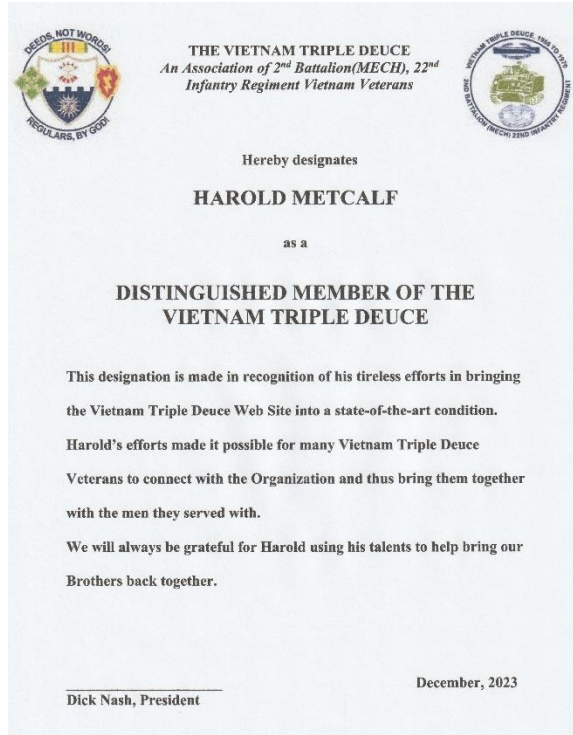 DEEDS, NOT WORDS!
REGULARS, BY GOD!
THE VIETNAM TRIPLE DEUCE
An Association of 2nd Battalion(MECH), 22nd
Infantry Regiment Vietnam Veterans
VIETNAM TRIPLE DEUCE, 1966 TO 1970
2ND BATTALION (MECH) 22ND INFANTRY REGIMENT
Hereby designates
HAROLD METCALF
as a
DISTINGUISHED MEMBER OF THE
VIETNAM TRIPLE DEUCE
This designation is made in recognition of his tireless efforts in bringing
the Vietnam Triple Deuce Web Site into a state-of-the-art condition.
Harold's efforts made it possible for many Vietnam Triple Deuce
Veterans to connect with the Organization and thus bring them together
with the men they served with.
We will always be grateful for Harold using his talents to help bring our
Brothers back together.
December, 2023
Dick Nash, President